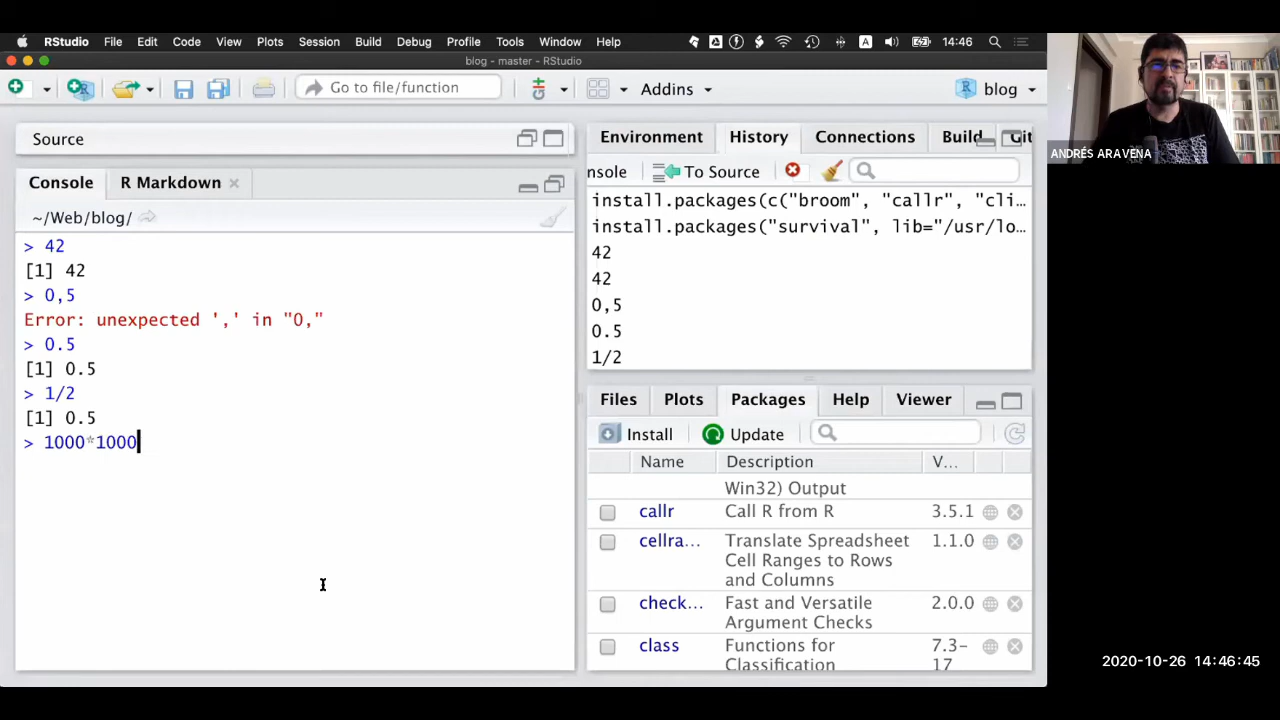 RStudio File Edit Code View Plots Session Build Debug Profile Tools Window Help A 14:46
blog - master - RStudio
Go to file/function Addins blog
Source
Console R Markdown
~/Web/blog/
> 42
[1] 42
> 0,5
Error: unexpected ',' in "0,"
> 0.5
[1] 0.5
> 1/2
[1] 0.5
> 1000*1000
Environment History Connections Build Git
nsole To Source
install.packages(c("broom", "callr", "cli…
install.packages("survival", lib="/usr/lo…
42
42
0,5
0.5
1/2
Files Plots Packages Help Viewer
Install Update
Name Description V…
Win32) Output
callr Call R from R 3.5.1
cellra… Translate Spreadsheet 1.1.0
Cell Ranges to Rows
and Columns
check… Fast and Versatile 2.0.0
Argument Checks
class Functions for 7.3-
Classification 17
ANDRÉS ARAVENA
2020-10-26 14:46:45